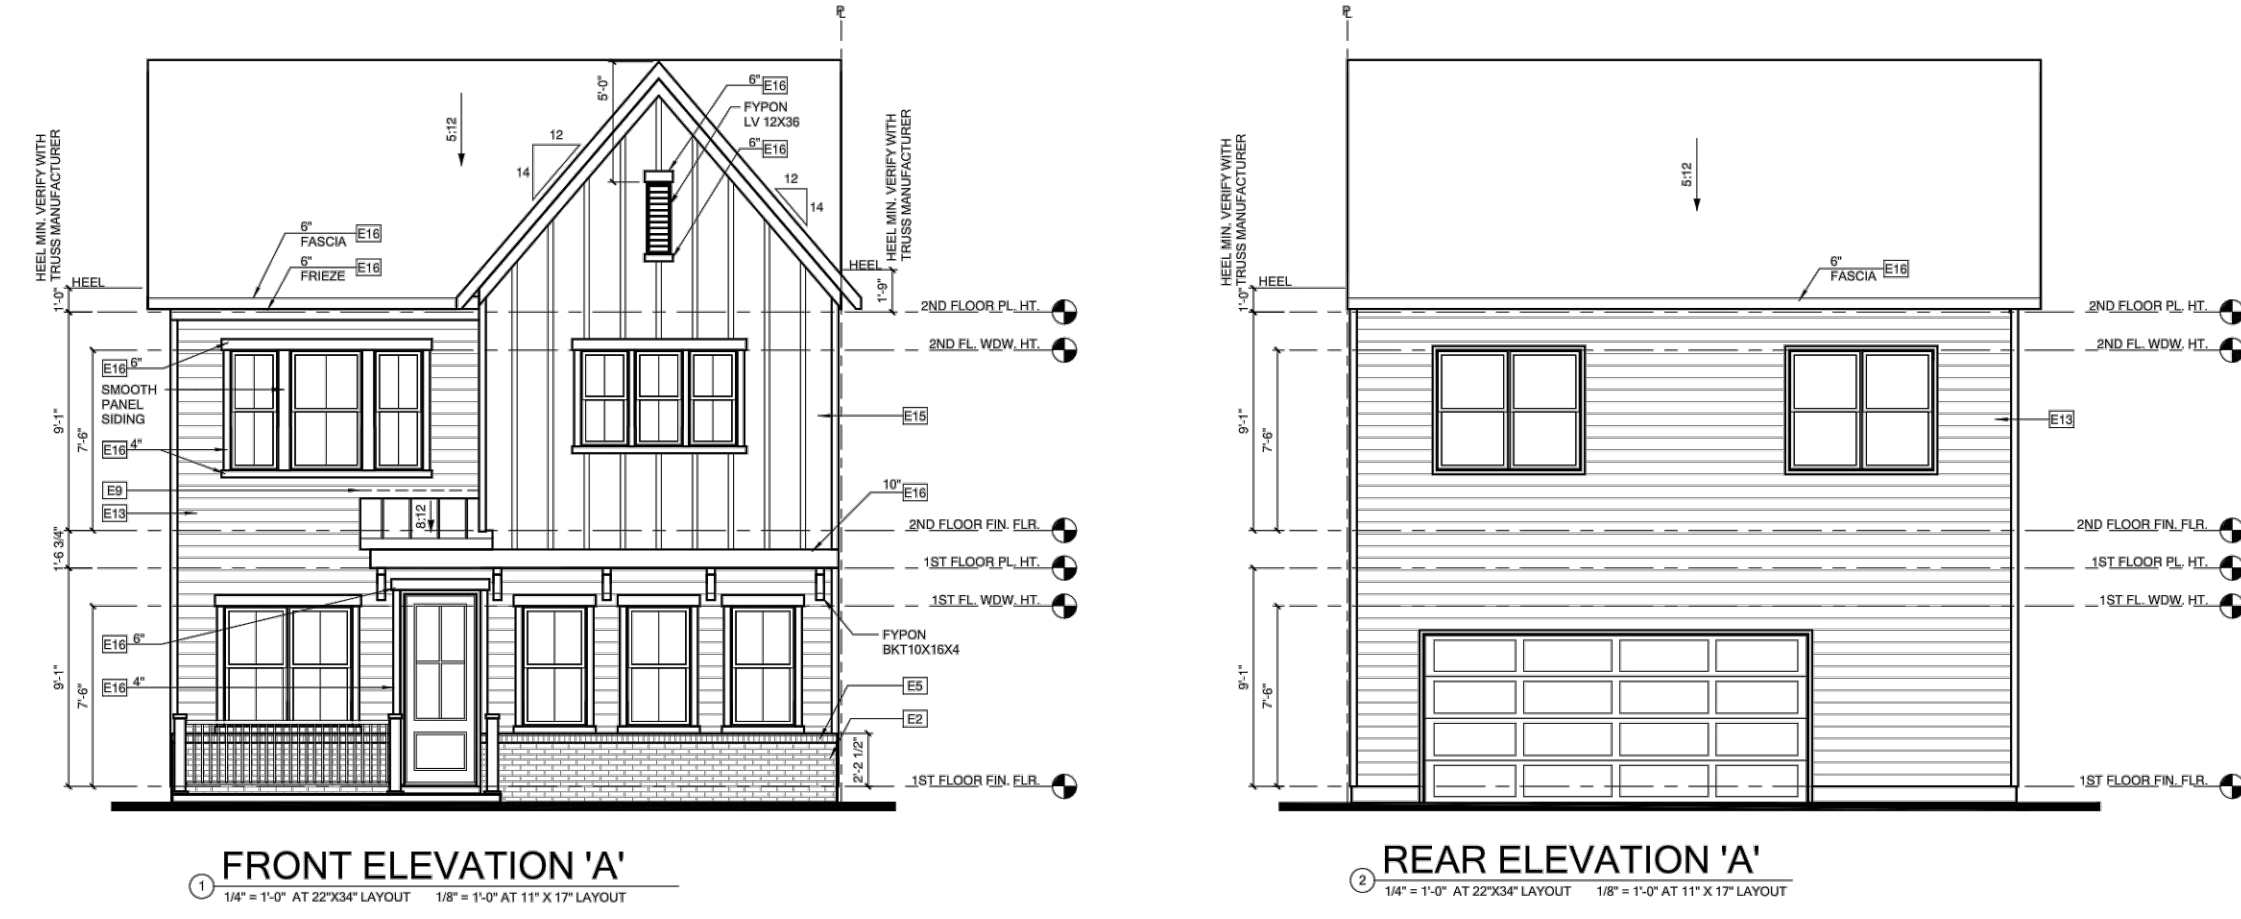 PL
5'-0"
6" E16
FYPON
LV 12X36
6" E16
12
14
12
14
5:12
HEEL MIN. VERIFY WITH
TRUSS MANUFACTURER
HEEL MIN. VERIFY WITH
TRUSS MANUFACTURER
6" E16
FASCIA
6" E16
FRIEZE
HEEL
1'-0"
HEEL
1'-9"
2ND FLOOR PL. HT.
2ND FL. WDW. HT.
E16 6"
SMOOTH
PANEL
SIDING
E16 4"
E9
E13
9'-1"
7'-6"
E15
8:12
10" E16
2ND FLOOR FIN. FLR.
1'-6 3/4"
1ST FLOOR PL. HT.
1ST FL. WDW. HT.
E16 6"
E16 4"
9'-1"
7'-6"
FYPON
BKT10X16X4
E5
E2
2'-2 1/2"
1ST FLOOR FIN. FLR.
1 FRONT ELEVATION 'A'
1/4" = 1'-0" AT 22"X34" LAYOUT 1/8" = 1'-0" AT 11" X 17" LAYOUT
PL
5:12
HEEL MIN. VERIFY WITH
TRUSS MANUFACTURER
6" E16
FASCIA
HEEL
1'-0"
2ND FLOOR PL. HT.
2ND FL. WDW. HT.
9'-1"
7'-6"
E13
2ND FLOOR FIN. FLR.
1ST FLOOR PL. HT.
1ST FL. WDW. HT.
9'-1"
7'-6"
1ST FLOOR FIN. FLR.
2 REAR ELEVATION 'A'
1/4" = 1'-0" AT 22"X34" LAYOUT 1/8" = 1'-0" AT 11" X 17" LAYOUT